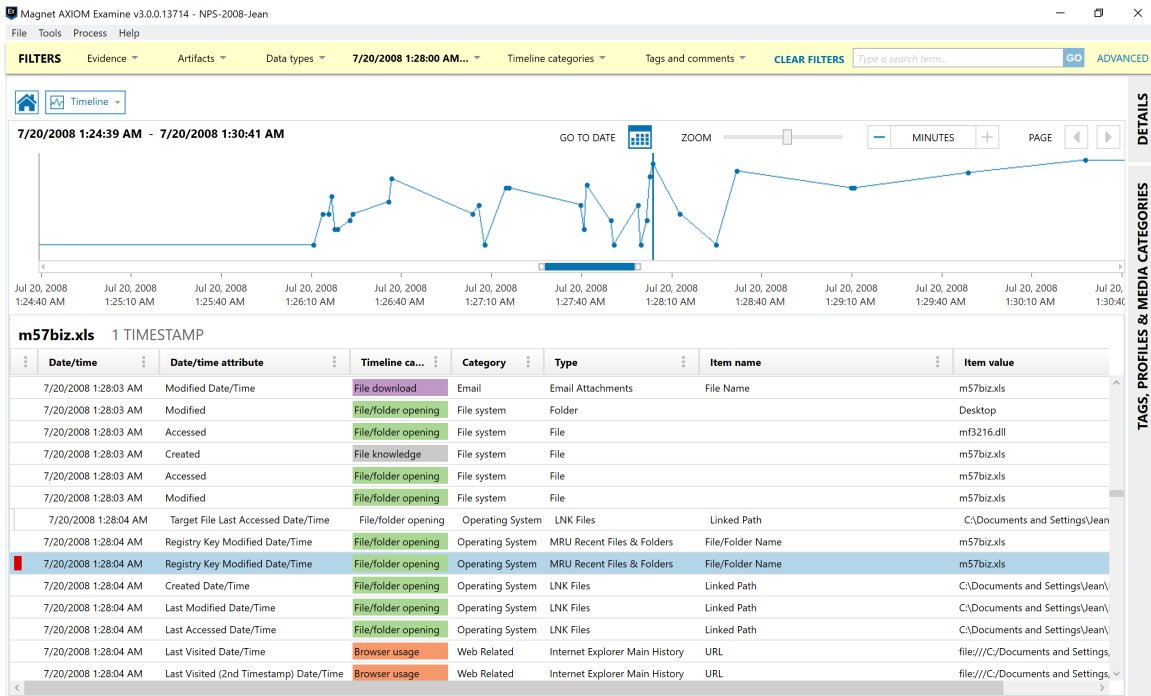 EX Magnet AXIOM Examine v3.0.0.13714 - NPS-2008-Jean
File Tools Process Help
FILTERS Evidence Artifacts Data types 7/20/2008 1:28:00 AM... Timeline categories Tags and comments CLEAR FILTERS Type a search term... GO ADVANCED
Timeline
7/20/2008 1:24:39 AM - 7/20/2008 1:30:41 AM GO TO DATE ZOOM MINUTES PAGE
DETAILS
TAGS, PROFILES & MEDIA CATEGORIES
Jul 20, 2008 Jul 20, 2008 Jul 20, 2008 Jul 20, 2008 Jul 20, 2008 Jul 20, 2008 Jul 20, 2008 Jul 20, 2008 Jul 20, 2008 Jul 20, 2008 Jul 20, 2008 Jul 20, 2008 Jul 20,
1:24:40 AM 1:25:10 AM 1:25:40 AM 1:26:10 AM 1:26:40 AM 1:27:10 AM 1:27:40 AM 1:28:10 AM 1:28:40 AM 1:29:10 AM 1:29:40 AM 1:30:10 AM 1:30:40
m57biz.xls 1 TIMESTAMP
Date/time Date/time attribute Timeline ca... Category Type Item name Item value
7/20/2008 1:28:03 AM Modified Date/Time File download Email Email Attachments File Name m57biz.xls
7/20/2008 1:28:03 AM Modified File/folder opening File system Folder Desktop
7/20/2008 1:28:03 AM Accessed File/folder opening File system File mf3216.dll
7/20/2008 1:28:03 AM Created File knowledge File system File m57biz.xls
7/20/2008 1:28:03 AM Accessed File/folder opening File system File m57biz.xls
7/20/2008 1:28:03 AM Modified File/folder opening File system File m57biz.xls
7/20/2008 1:28:04 AM Target File Last Accessed Date/Time File/folder opening Operating System LNK Files Linked Path C:\Documents and Settings\Jean
7/20/2008 1:28:04 AM Registry Key Modified Date/Time File/folder opening Operating System MRU Recent Files & Folders File/Folder Name m57biz.xls
7/20/2008 1:28:04 AM Registry Key Modified Date/Time File/folder opening Operating System MRU Recent Files & Folders File/Folder Name m57biz.xls
7/20/2008 1:28:04 AM Created Date/Time File/folder opening Operating System LNK Files Linked Path C:\Documents and Settings\Jean\
7/20/2008 1:28:04 AM Last Modified Date/Time File/folder opening Operating System LNK Files Linked Path C:\Documents and Settings\Jean\
7/20/2008 1:28:04 AM Last Accessed Date/Time File/folder opening Operating System LNK Files Linked Path C:\Documents and Settings\Jean\
7/20/2008 1:28:04 AM Last Visited Date/Time Browser usage Web Related Internet Explorer Main History URL file:///C:/Documents and Settings,
7/20/2008 1:28:04 AM Last Visited (2nd Timestamp) Date/Time Browser usage Web Related Internet Explorer Main History URL file:///C:/Documents and Settings,